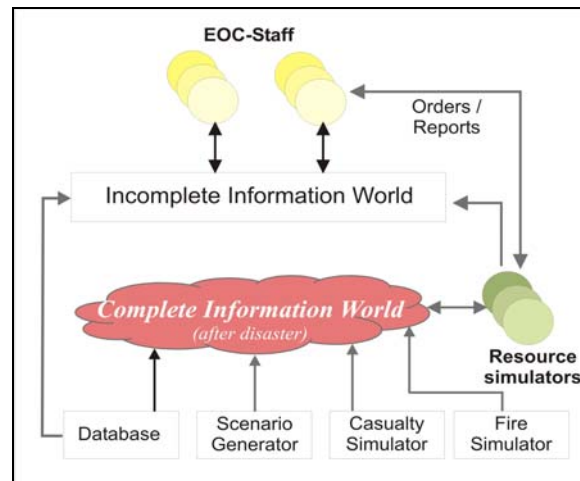 EOC-Staff
Orders /
Reports
Incomplete Information World
Complete Information World
(after disaster)
Resource
simulators
Database
Scenario
Generator
Casualty
Simulator
Fire
Simulator